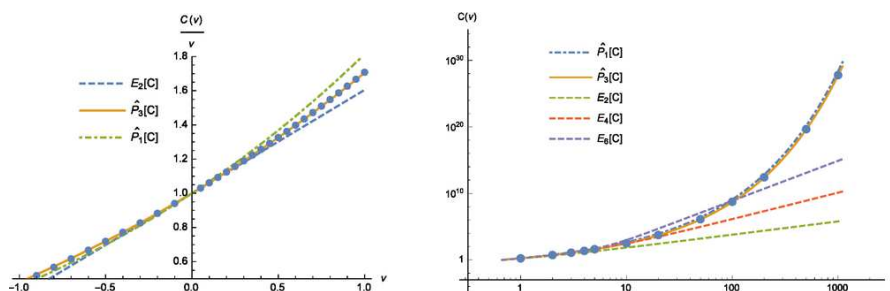 C(v)
v
1.8
1.6
1.4
1.2
1.0
0.8
0.6
-1.0 -0.5 0.0 0.5 1.0 v
E₂[C]
P̂₃[C]
P̂₁[C]
C(v)
10³⁰
10²⁰
10¹⁰
1
1 10 100 1000
P̂₁[C]
P̂₃[C]
E₂[C]
E₄[C]
E₆[C]